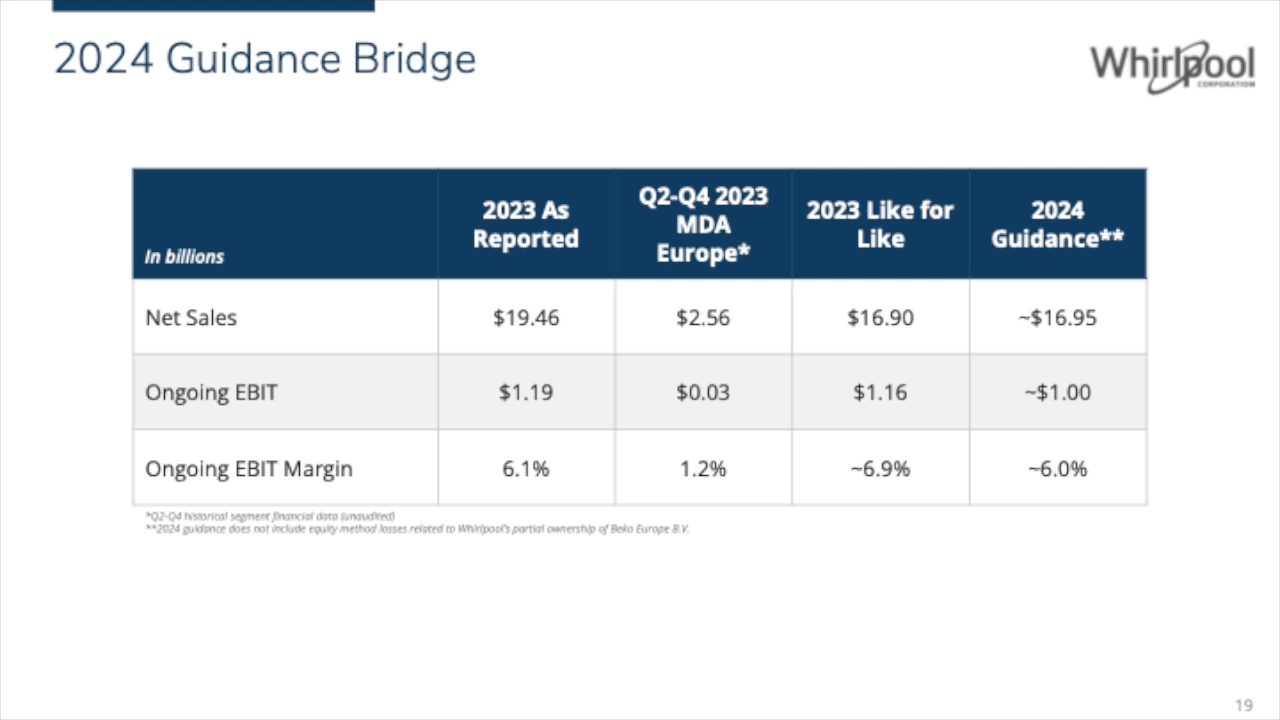 2024 Guidance Bridge
Whirlpool
CORPORATION
In billions
2023 As
Reported
Q2-Q4 2023
MDA
Europe*
2023 Like for
Like
2024
Guidance**
Net Sales $19.46 $2.56 $16.90 ~$16.95
Ongoing EBIT $1.19 $0.03 $1.16 ~$1.00
Ongoing EBIT Margin 6.1% 1.2% ~6.9% ~6.0%
*Q2-Q4 historical segment financial data (unaudited)
**2024 guidance does not include equity method losses related to Whirlpool's partial ownership of Beko Europe B.V.
19